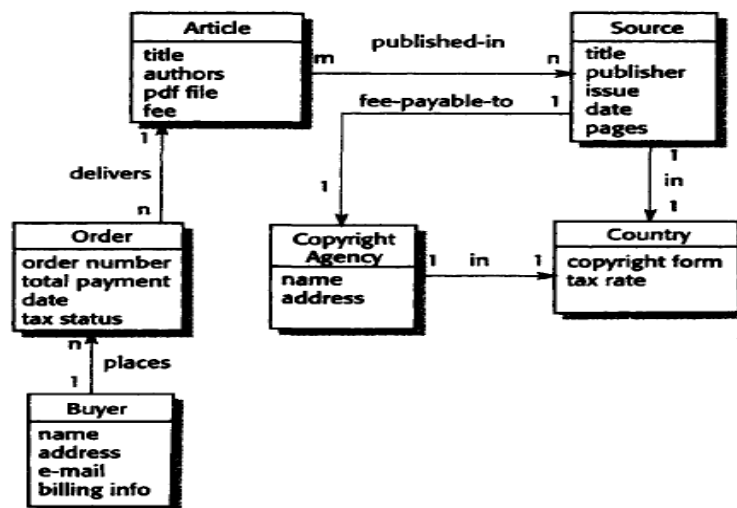 Article
title
authors
pdf file
fee
m
published-in
n
Source
title
publisher
issue
date
pages
fee-payable-to
1
1
1
in
1
1
delivers
n
Order
order number
total payment
date
tax status
Copyright
Agency
name
address
1
in
1
Country
copyright form
tax rate
n
places
1
Buyer
name
address
e-mail
billing info